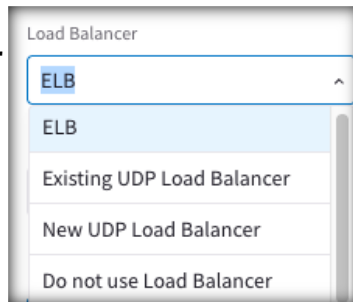 Load Balancer
ELB
ELB
Existing UDP Load Balancer
New UDP Load Balancer
Do not use Load Balancer